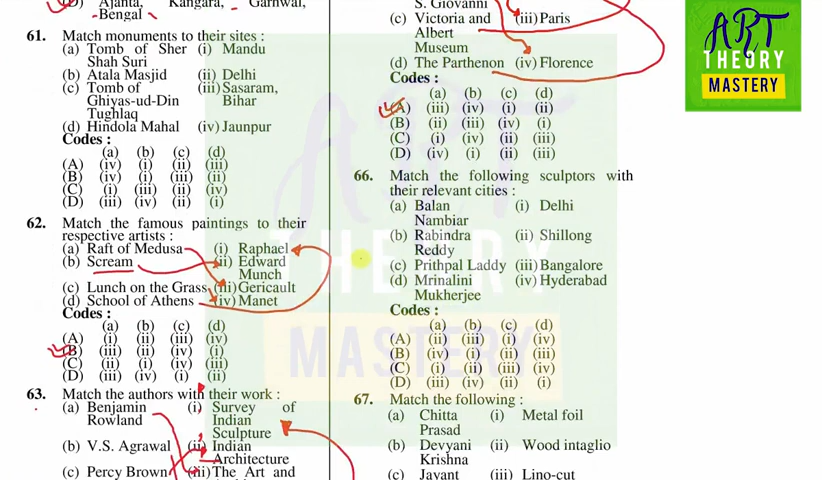 (D) Ajanta, Kangara, Garhwal,
-Bengal
61. Match monuments to their sites :
(a) Tomb of Sher (i) Mandu
Shah Suri
(b) Atala Masjid (ii) Delhi
(c) Tomb of (iii) Sasaram,
Ghiyas-ud-Din Bihar
Tughlaq
(d) Hindola Mahal (iv) Jaunpur
Codes :
(a) (b) (c) (d)
(A) (iv) (i) (ii) (iii)
(B) (iv) (i) (iii) (ii)
(C) (i) (iii) (ii) (iv)
(D) (iii) (iv) (ii) (i)
62. Match the famous paintings to their
respective artists :
(a) Raft of Medusa (i) Raphael
(b) Scream (ii) Edward
Munch
(c) Lunch on the Grass (iii) Gericault
(d) School of Athens (iv) Manet
Codes :
(a) (b) (c) (d)
(A) (i) (ii) (iii) (iv)
(B) (iii) (ii) (iv) (i)
(C) (ii) (i) (iv) (iii)
(D) (iii) (iv) (i) (ii)
63. Match the authors with their work :
(a) Benjamin (i) Survey of
Rowland Indian
Sculpture
(b) V.S. Agrawal (ii) Indian
Architecture
(c) Percy Brown (iii) The Art and
S. Giovanni
(c) Victoria and (iii) Paris
Albert
Museum
(d) The Parthenon (iv) Florence
Codes :
(a) (b) (c) (d)
(A) (iii) (iv) (i) (ii)
(B) (ii) (iii) (iv) (i)
(C) (i) (iv) (ii) (iii)
(D) (iv) (i) (ii) (iii)
66. Match the following sculptors with
their relevant cities :
(a) Balan (i) Delhi
Nambiar
(b) Rabindra (ii) Shillong
Reddy
(c) Prithpal Laddy (iii) Bangalore
(d) Mrinalini (iv) Hyderabad
Mukherjee
Codes :
(a) (b) (c) (d)
(A) (ii) (iii) (i) (iv)
(B) (iv) (i) (ii) (iii)
(C) (i) (ii) (iii) (iv)
(D) (iii) (iv) (ii) (i)
67. Match the following :
(a) Chitta (i) Metal foil
Prasad
(b) Devyani (ii) Wood intaglio
Krishna
(c) Jayant (iii) Lino-cut
ART
THEORY
MASTERY
ART
THEORY
MASTERY